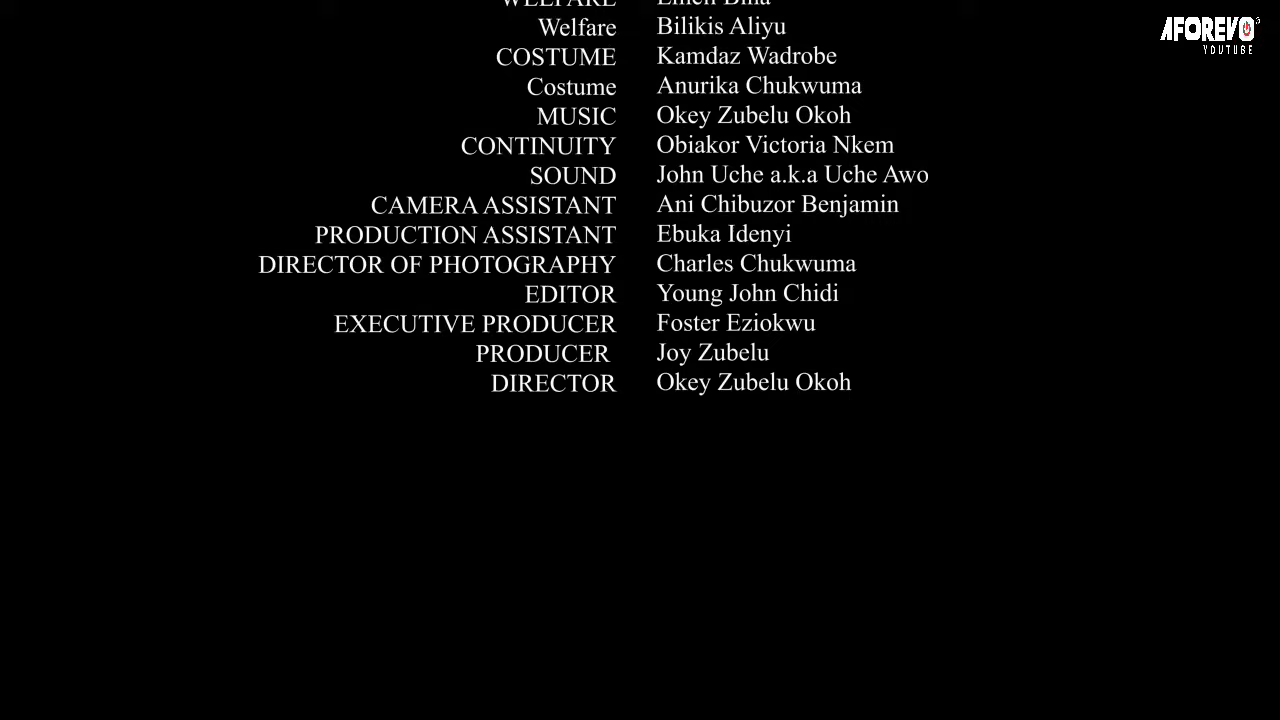 WELFARE
Welfare Bilikis Aliyu
COSTUME Kamdaz Wadrobe
Costume Anurika Chukwuma
MUSIC Okey Zubelu Okoh
CONTINUITY Obiakor Victoria Nkem
SOUND John Uche a.k.a Uche Awo
CAMERA ASSISTANT Ani Chibuzor Benjamin
PRODUCTION ASSISTANT Ebuka Idenyi
DIRECTOR OF PHOTOGRAPHY Charles Chukwuma
EDITOR Young John Chidi
EXECUTIVE PRODUCER Foster Eziokwu
PRODUCER Joy Zubelu
DIRECTOR Okey Zubelu Okoh
AFOREVO
YOUTUBE